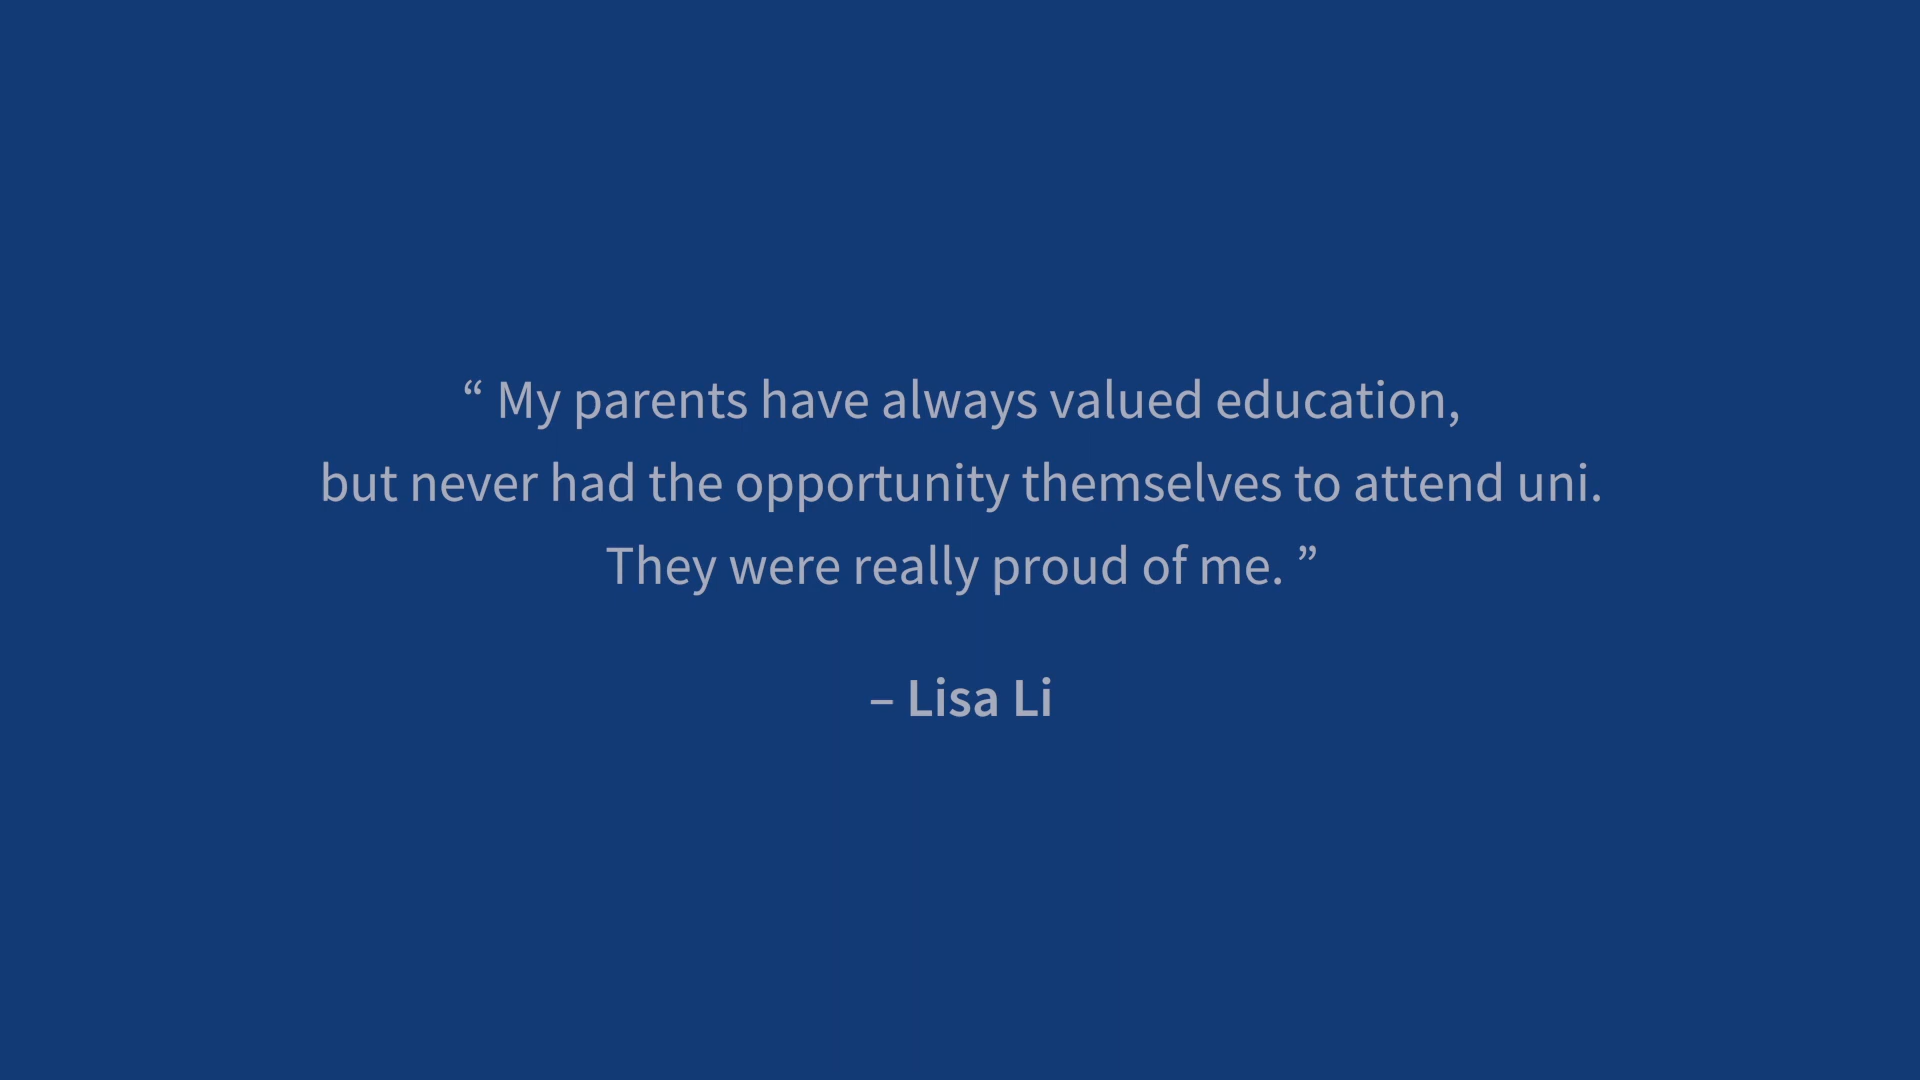 “ My parents have always valued education,
but never had the opportunity themselves to attend uni.
They were really proud of me. ”
– Lisa Li